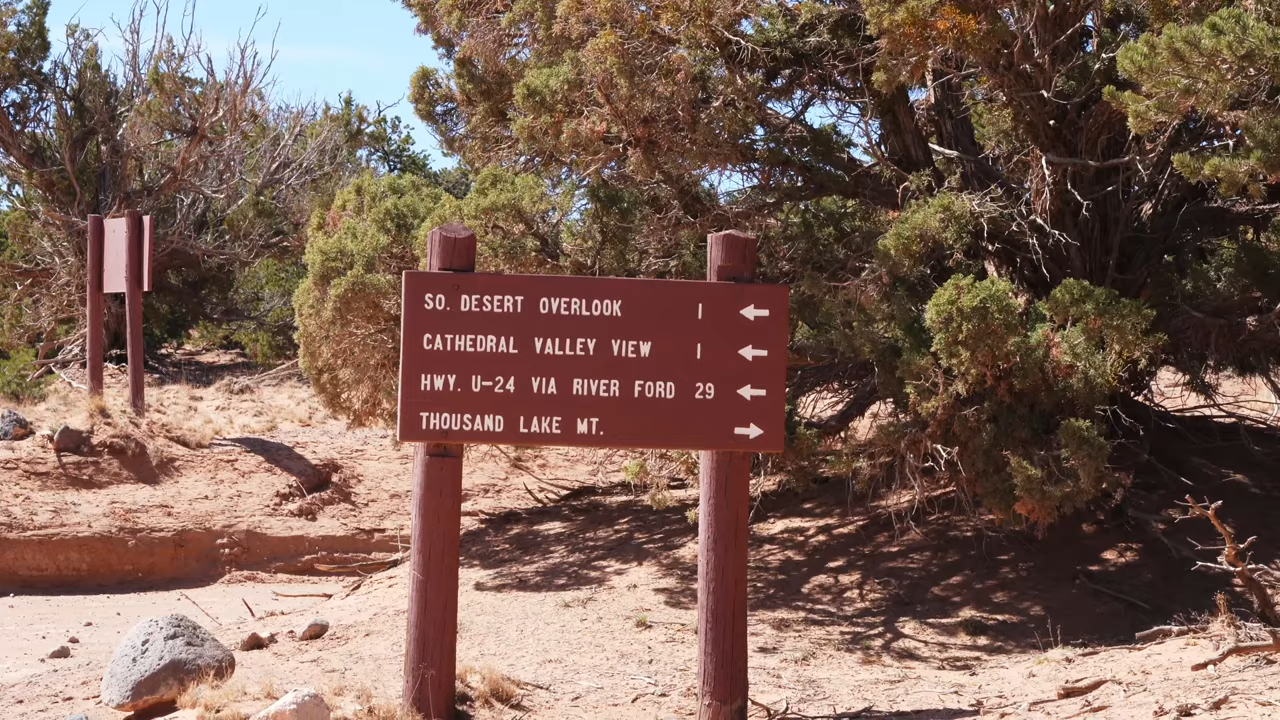 SO. DESERT OVERLOOK 1 ←
CATHEDRAL VALLEY VIEW 1 ←
HWY. U-24 VIA RIVER FORD 29 ←
THOUSAND LAKE MT. →